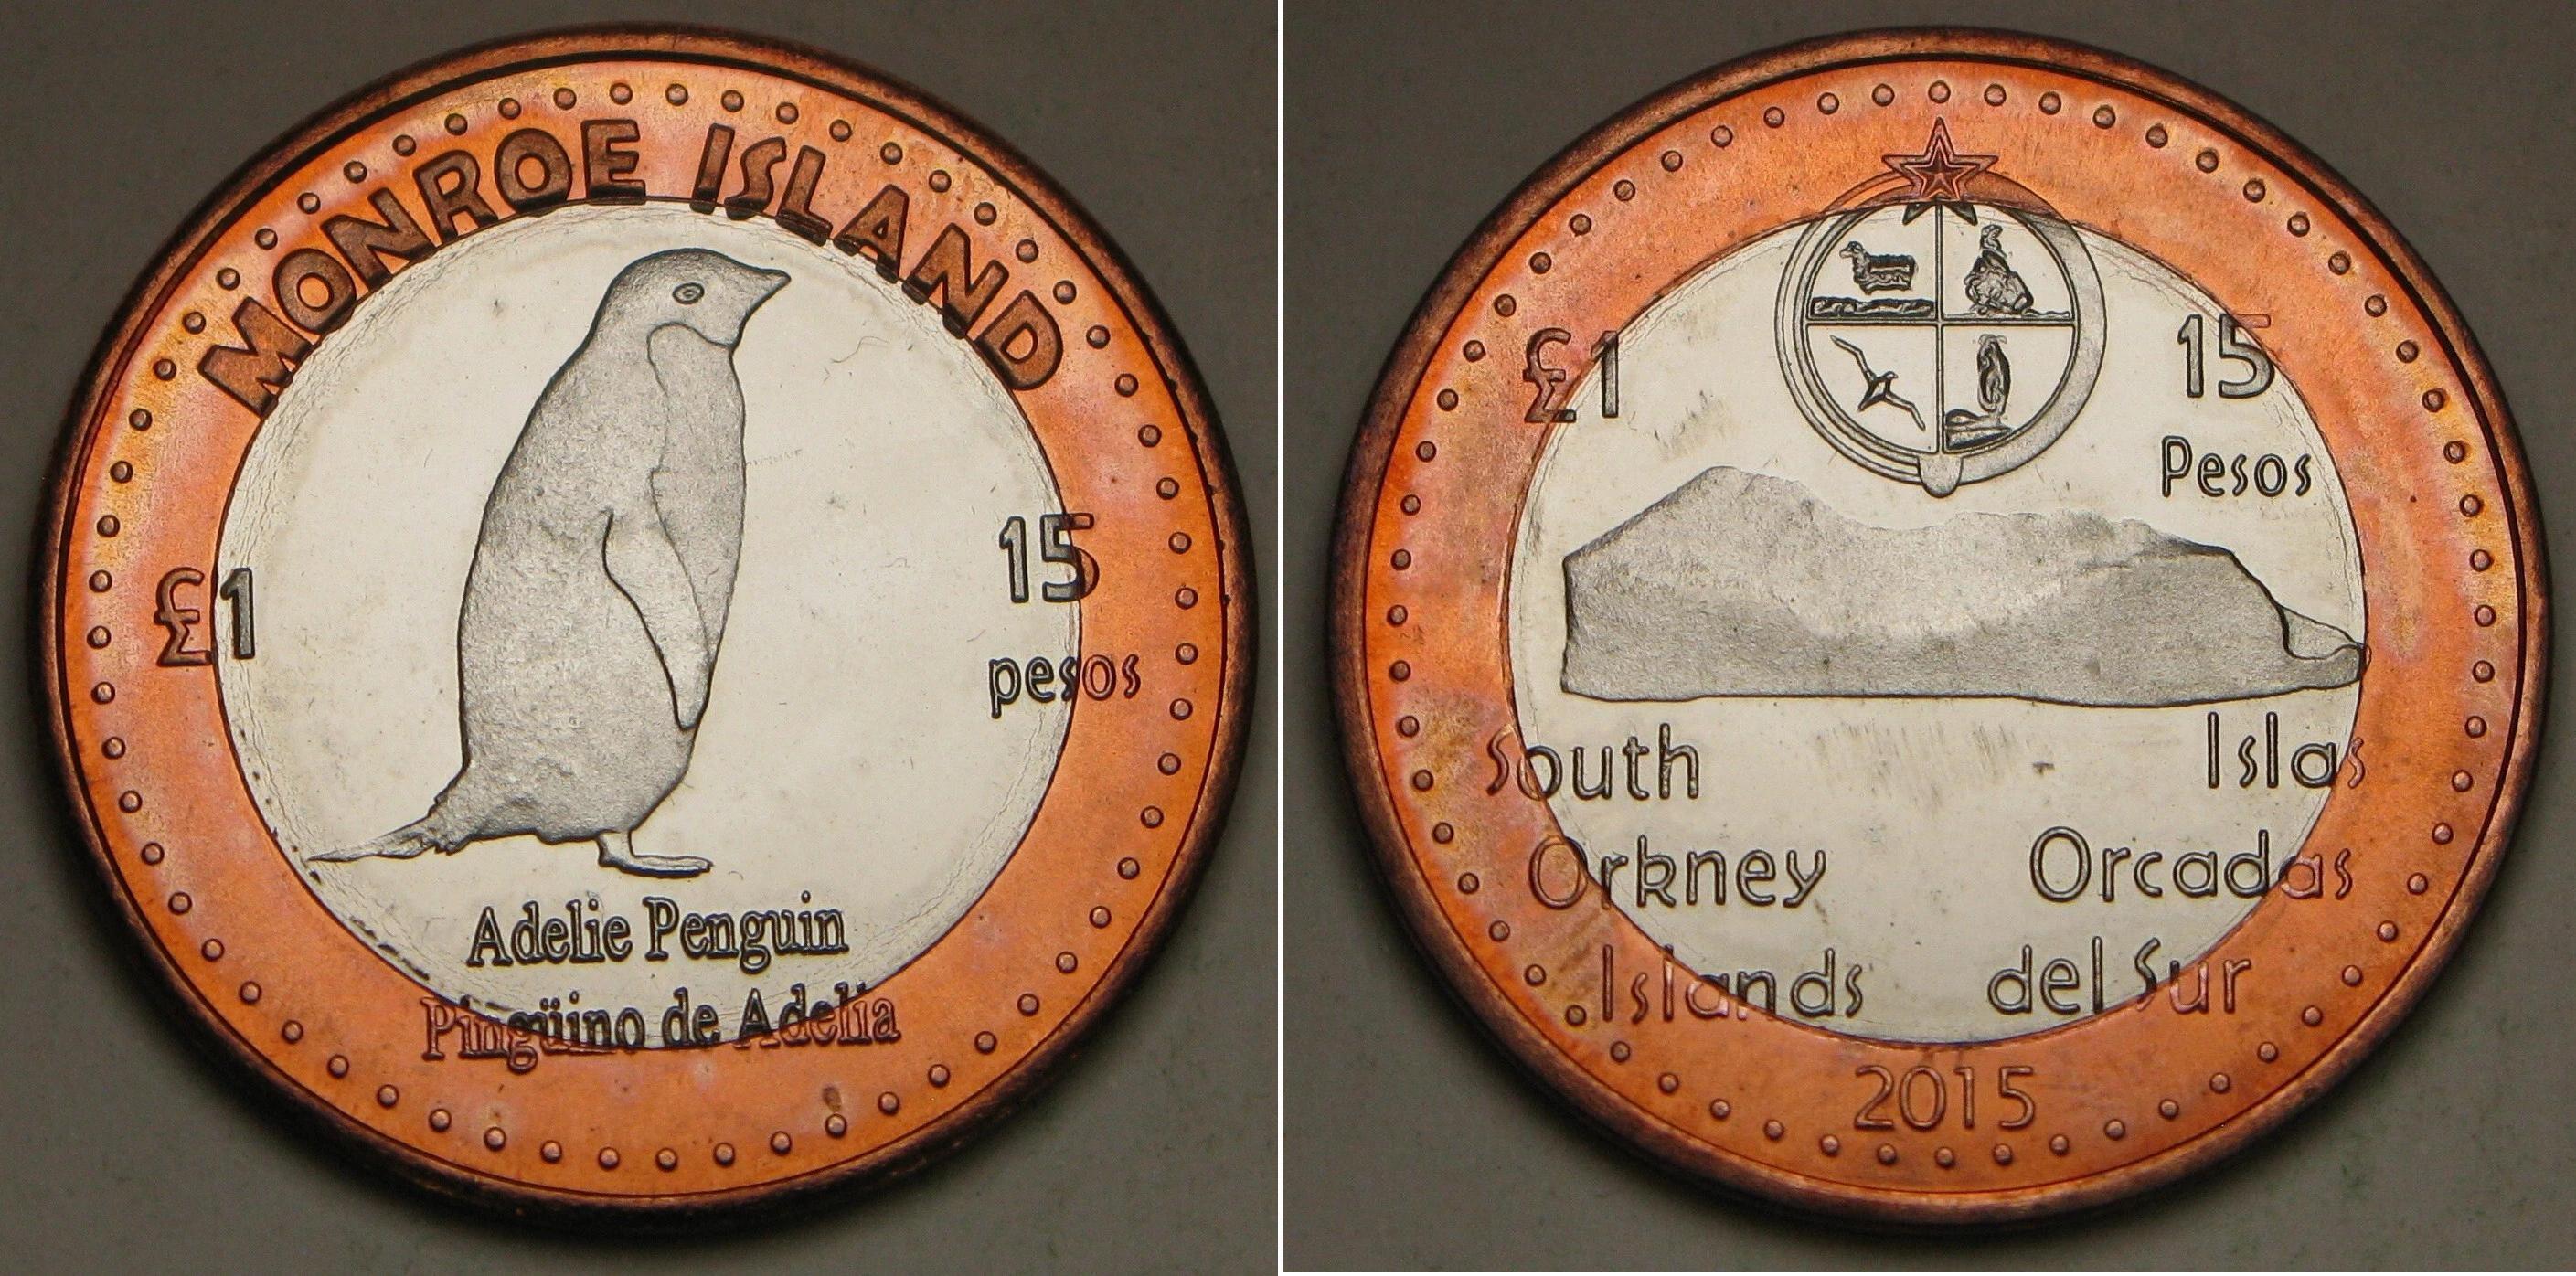 MONROE ISLAND
£1
15
pesos
Adelie Penguin
Pingüino de Adelia
£1
15
Pesos
South
Orkney
Islands
Islas
Orcadas
del Sur
2015